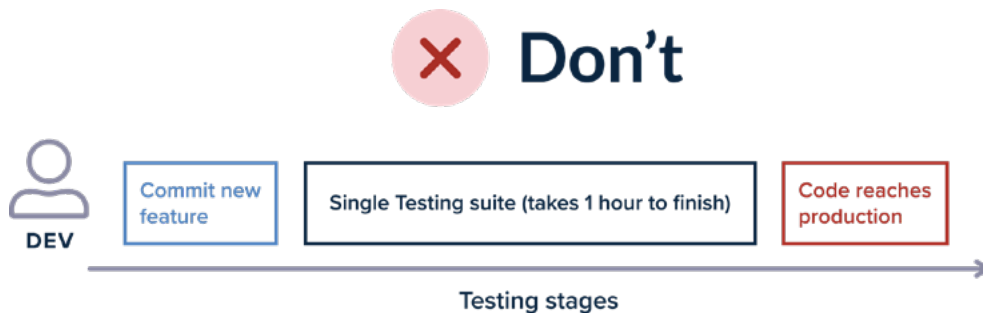 Don't
Commit new
feature
Single Testing suite (takes 1 hour to finish)
Code reaches
production
DEV
Testing stages